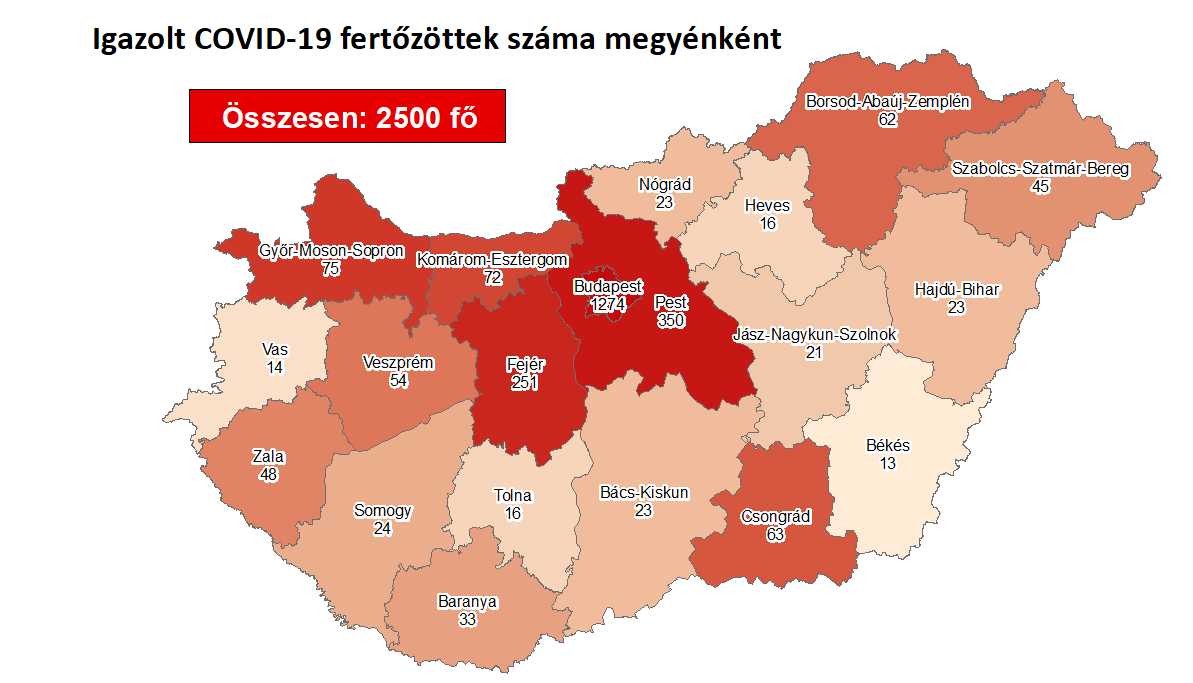 Igazolt COVID-19 fertőzöttek száma megyénként
Összesen: 2500 fő
Borsod-Abaúj-Zemplén
62
Szabolcs-Szatmár-Bereg
45
Nógrád
23
Heves
16
Győr-Moson-Sopron
75
Komárom-Esztergom
72
Budapest
1274
Pest
350
Hajdú-Bihar
23
Jász-Nagykun-Szolnok
21
Vas
14
Veszprém
54
Fejér
251
Békés
13
Zala
48
Tolna
16
Bács-Kiskun
23
Somogy
24
Csongrád
63
Baranya
33